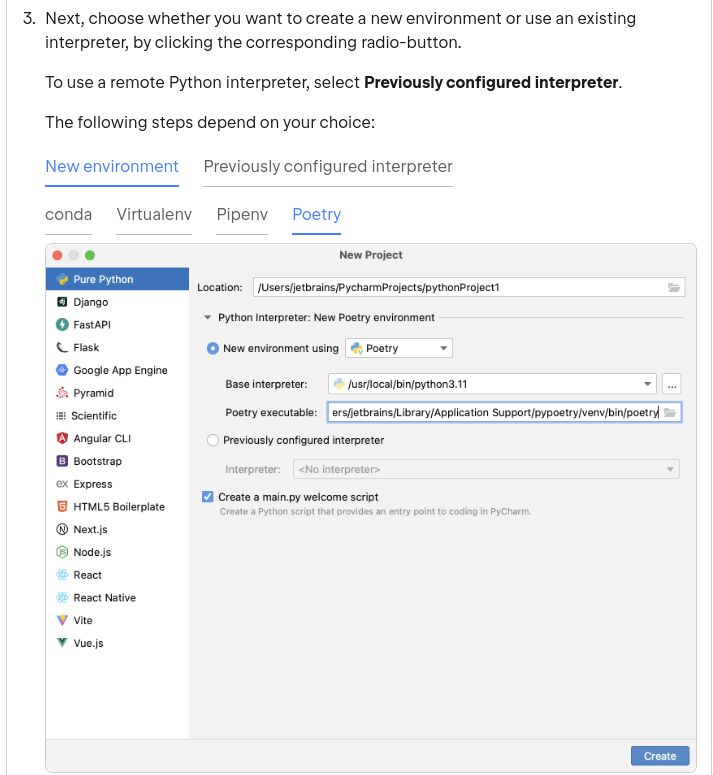 3. Next, choose whether you want to create a new environment or use an existing
interpreter, by clicking the corresponding radio-button.
To use a remote Python interpreter, select Previously configured interpreter.
The following steps depend on your choice:
New environment Previously configured interpreter
conda Virtualenv Pipenv Poetry
New Project
Pure Python
Django
FastAPI
Flask
Google App Engine
Pyramid
Scientific
Angular CLI
Bootstrap
Express
HTML5 Boilerplate
Next.js
Node.js
React
React Native
Vite
Vue.js
Location: /Users/jetbrains/PycharmProjects/pythonProject1
Python Interpreter: New Poetry environment
New environment using Poetry
Base interpreter: /usr/local/bin/python3.11 ...
Poetry executable: ers/jetbrains/Library/Application Support/pypoetry/venv/bin/poetry
Previously configured interpreter
Interpreter: <No interpreter>
Create a main.py welcome script
Create a Python script that provides an entry point to coding in PyCharm.
Create